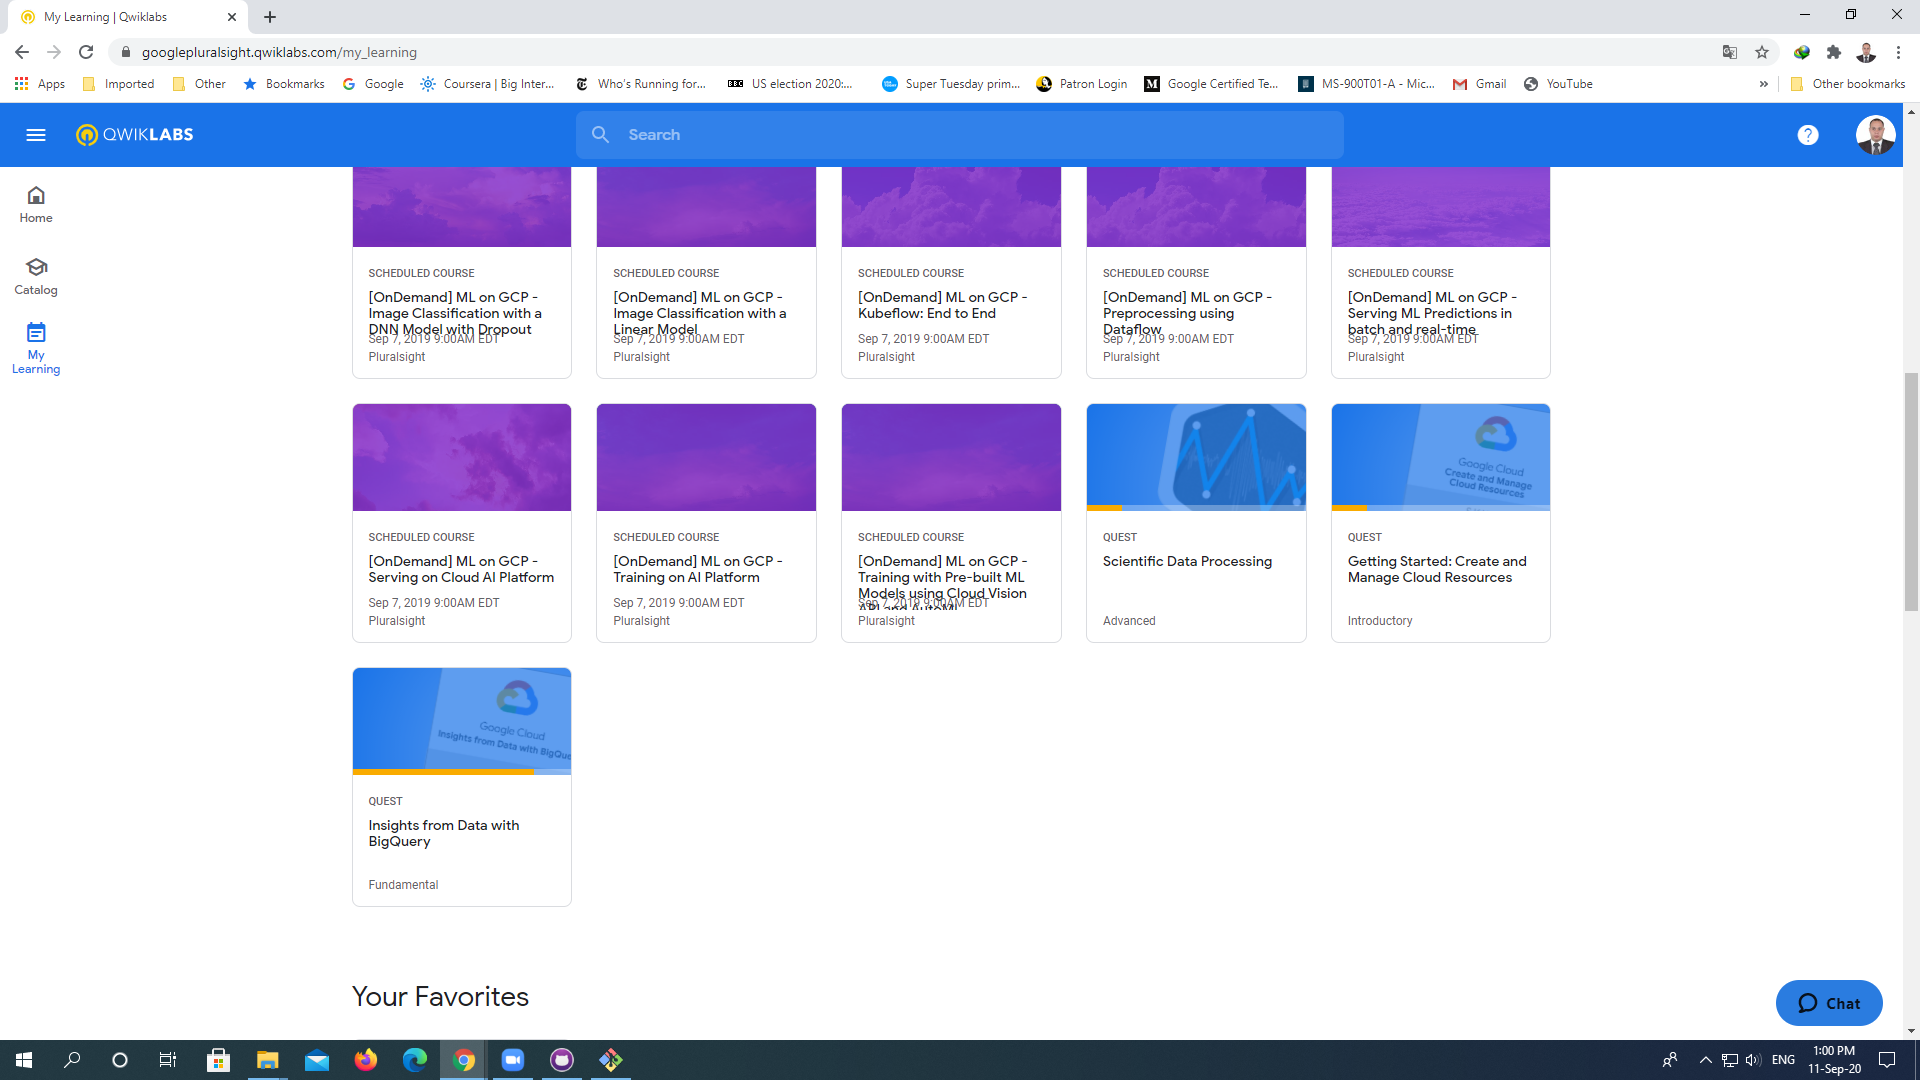 My Learning | Qwiklabs
googlepluralsight.qwiklabs.com/my_learning
Apps Imported Other Bookmarks Google Coursera | Big Inter... Who's Running for... BBC US election 2020:... Super Tuesday prim... Patron Login Google Certified Te... MS-900T01-A - Mic... Gmail YouTube » Other bookmarks
QWIKLABS
Search
Home
Catalog
My
Learning
SCHEDULED COURSE
[OnDemand] ML on GCP -
Image Classification with a
DNN Model with Dropout
Sep 7, 2019 9:00AM EDT
Pluralsight
SCHEDULED COURSE
[OnDemand] ML on GCP -
Image Classification with a
Linear Model
Sep 7, 2019 9:00AM EDT
Pluralsight
SCHEDULED COURSE
[OnDemand] ML on GCP -
Kubeflow: End to End
Sep 7, 2019 9:00AM EDT
Pluralsight
SCHEDULED COURSE
[OnDemand] ML on GCP -
Preprocessing using
Dataflow
Sep 7, 2019 9:00AM EDT
Pluralsight
SCHEDULED COURSE
[OnDemand] ML on GCP -
Serving ML Predictions in
batch and real-time
Sep 7, 2019 9:00AM EDT
Pluralsight
SCHEDULED COURSE
[OnDemand] ML on GCP -
Serving on Cloud AI Platform
Sep 7, 2019 9:00AM EDT
Pluralsight
SCHEDULED COURSE
[OnDemand] ML on GCP -
Training on AI Platform
Sep 7, 2019 9:00AM EDT
Pluralsight
SCHEDULED COURSE
[OnDemand] ML on GCP -
Training with Pre-built ML
Models using Cloud Vision
API and AutoML
Sep 7, 2019 9:00AM EDT
Pluralsight
QUEST
Scientific Data Processing
Advanced
Google Cloud
Create and Manage
Cloud Resources
QUEST
Getting Started: Create and
Manage Cloud Resources
Introductory
Google Cloud
Insights from Data with BigQue
QUEST
Insights from Data with
BigQuery
Fundamental
Your Favorites
Chat
ENG
1:00 PM
11-Sep-20